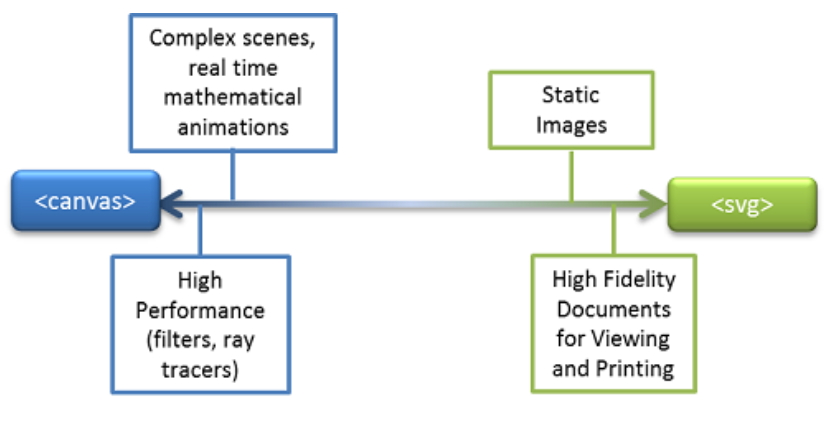 Complex scenes,
real time
mathematical
animations
Static
Images
<canvas>
<svg>
High
Performance
(filters, ray
tracers)
High Fidelity
Documents
for Viewing
and Printing